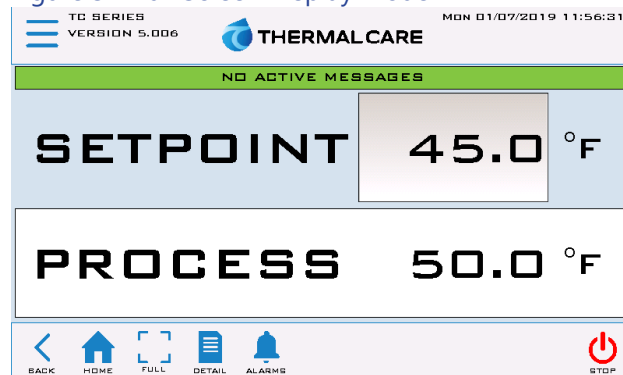 TC SERIES
VERSION 5.006
THERMALCARE
MON 01/07/2019 11:56:31
NO ACTIVE MESSAGES
SETPOINT 45.0 °F
PROCESS 50.0 °F
BACK HOME FULL DETAIL ALARMS STOP